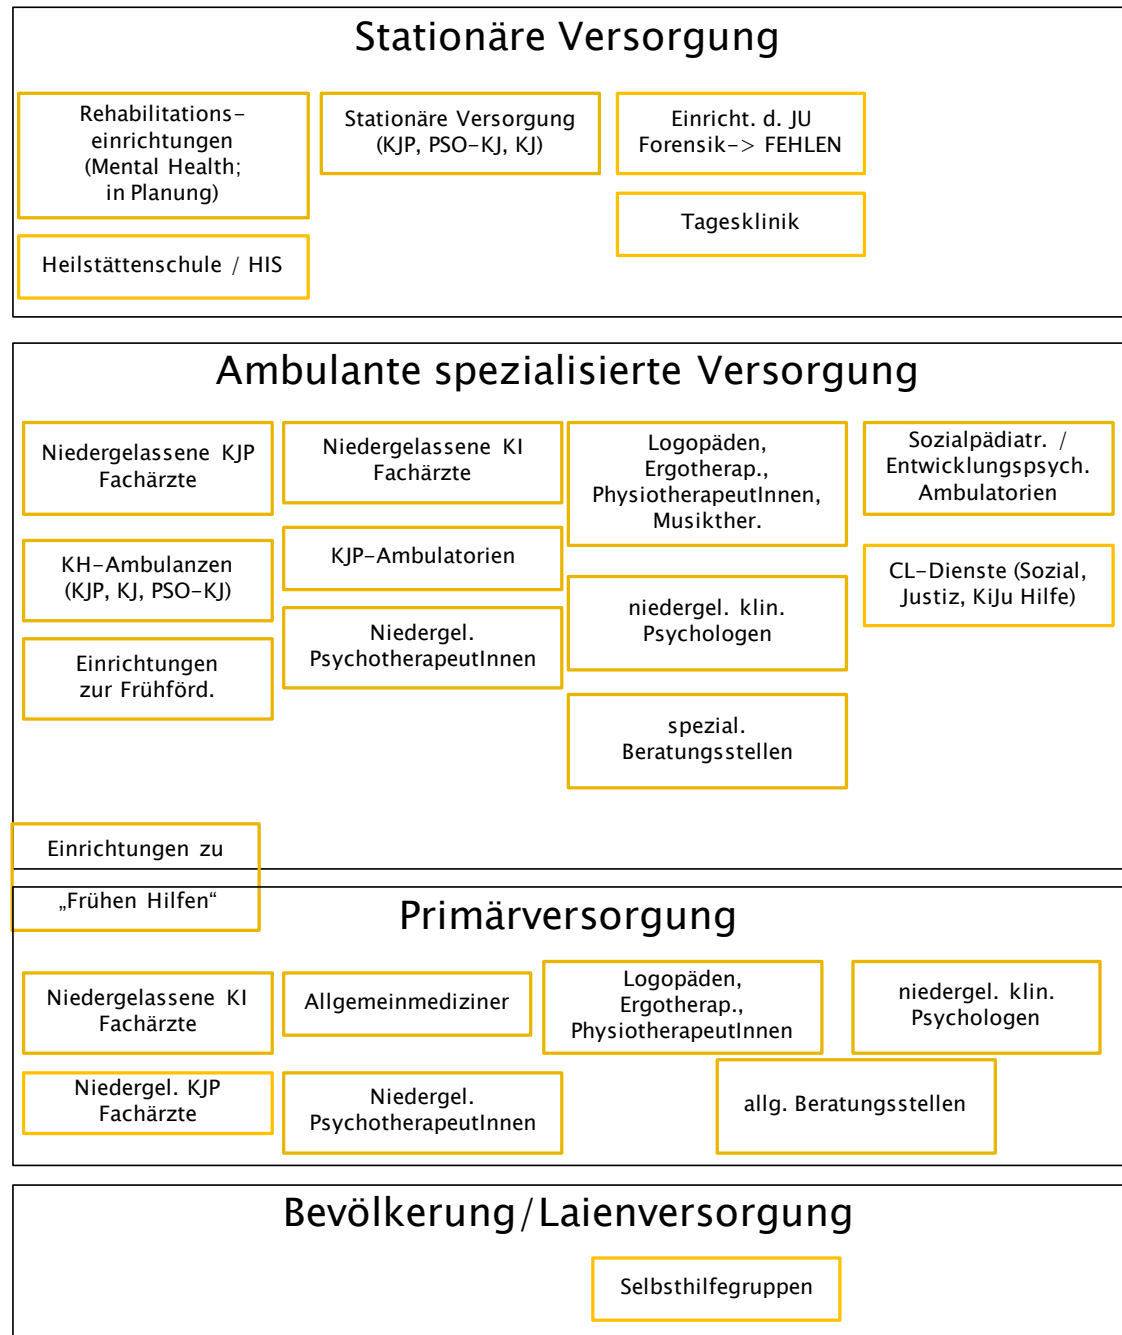 Stationäre Versorgung
Rehabilitations-
einrichtungen
(Mental Health;
in Planung)
Stationäre Versorgung
(KJP, PSO-KJ, KJ)
Einricht. d. JU
Forensik-> FEHLEN
Tagesklinik
Heilstättenschule / HIS
Ambulante spezialisierte Versorgung
Niedergelassene KJP
Fachärzte
Niedergelassene KI
Fachärzte
Logopäden,
Ergotherap.,
PhysiotherapeutInnen,
Musikther.
Sozialpädiatr. /
Entwicklungspsych.
Ambulatorien
KH-Ambulanzen
(KJP, KJ, PSO-KJ)
KJP-Ambulatorien
niedergel. klin.
Psychologen
CL-Dienste (Sozial,
Justiz, KiJu Hilfe)
Einrichtungen
zur Frühförd.
Niedergel.
PsychotherapeutInnen
spezial.
Beratungsstellen
Einrichtungen zu
„Frühen Hilfen“
Primärversorgung
Niedergelassene KI
Fachärzte
Allgemeinmediziner
Logopäden,
Ergotherap.,
PhysiotherapeutInnen
niedergel. klin.
Psychologen
Niedergel. KJP
Fachärzte
Niedergel.
PsychotherapeutInnen
allg. Beratungsstellen
Bevölkerung/Laienversorgung
Selbsthilfegruppen